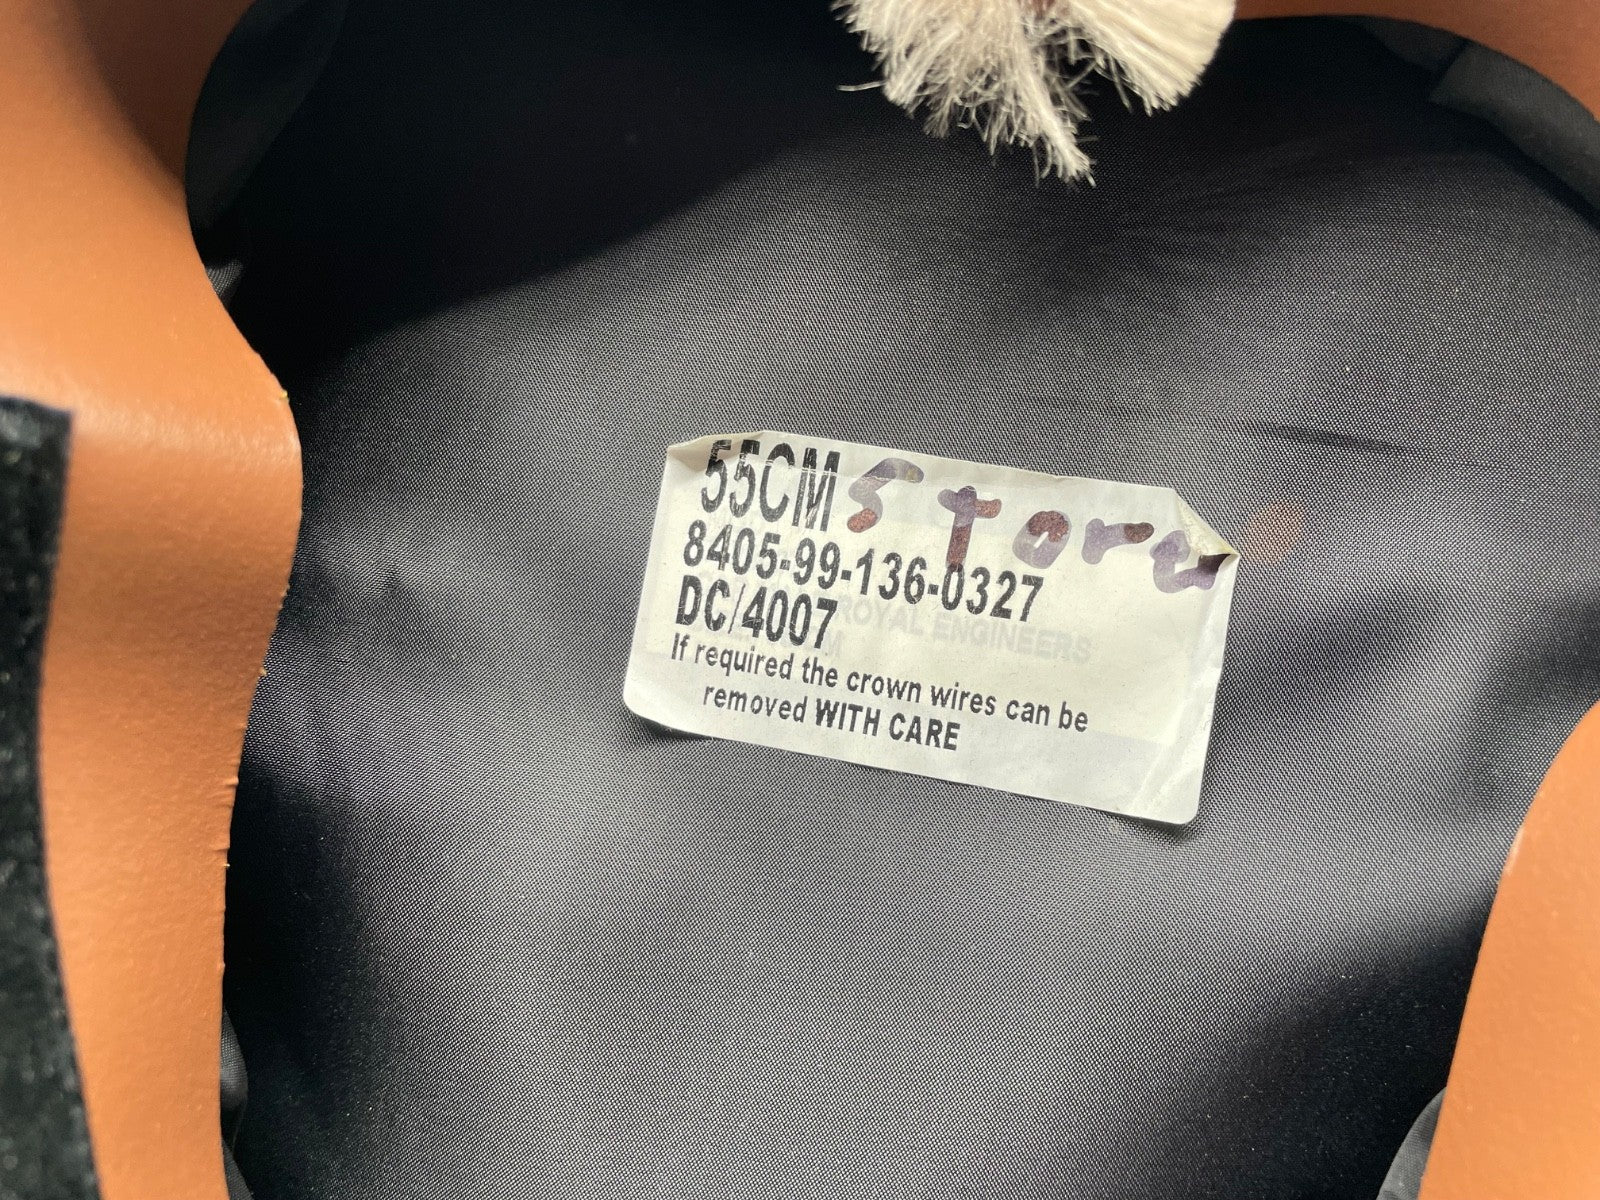 55CM Store
8405-99-136-0327
DC/4007
ROYAL ENGINEERS
If required the crown wires can be
removed WITH CARE